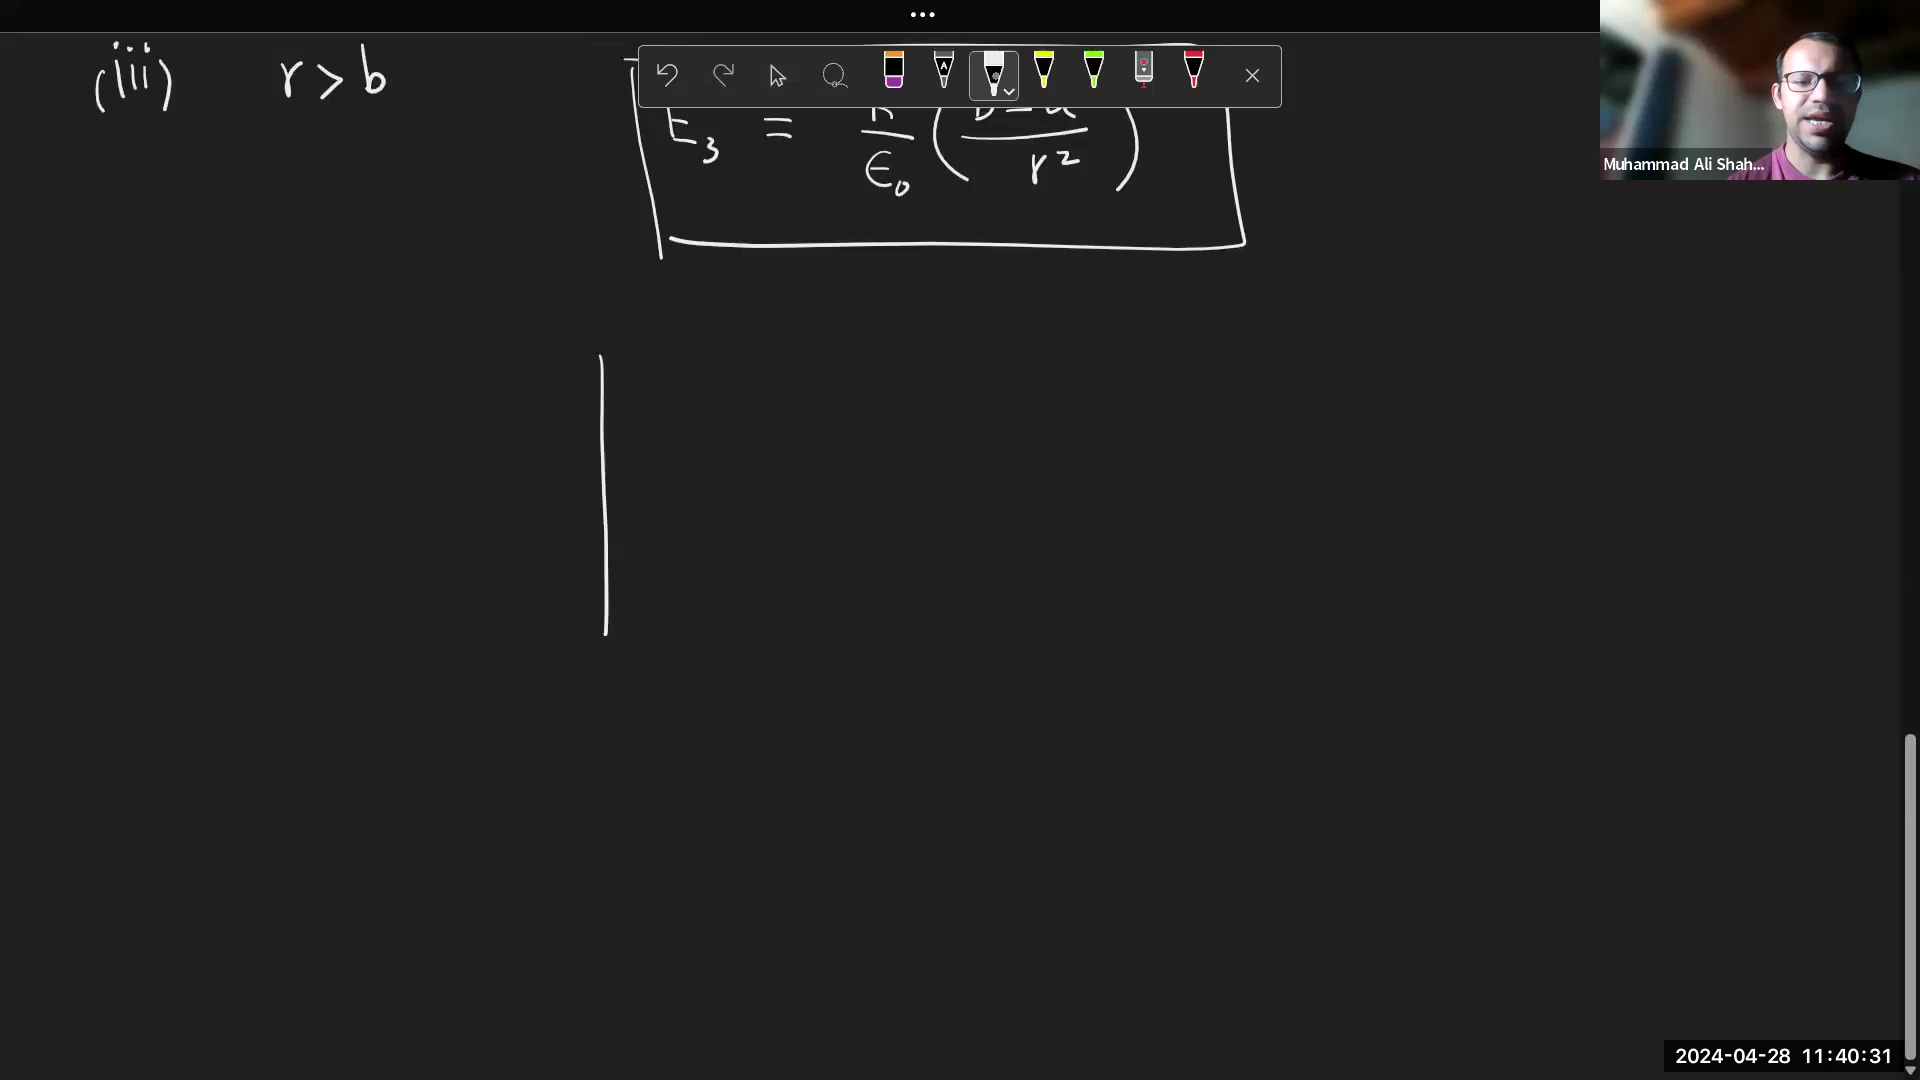 (iii) r > b
E₃ = k/ϵ₀ (b − a / r²)
Muhammad Ali Shah...
2024-04-28 11:40:31